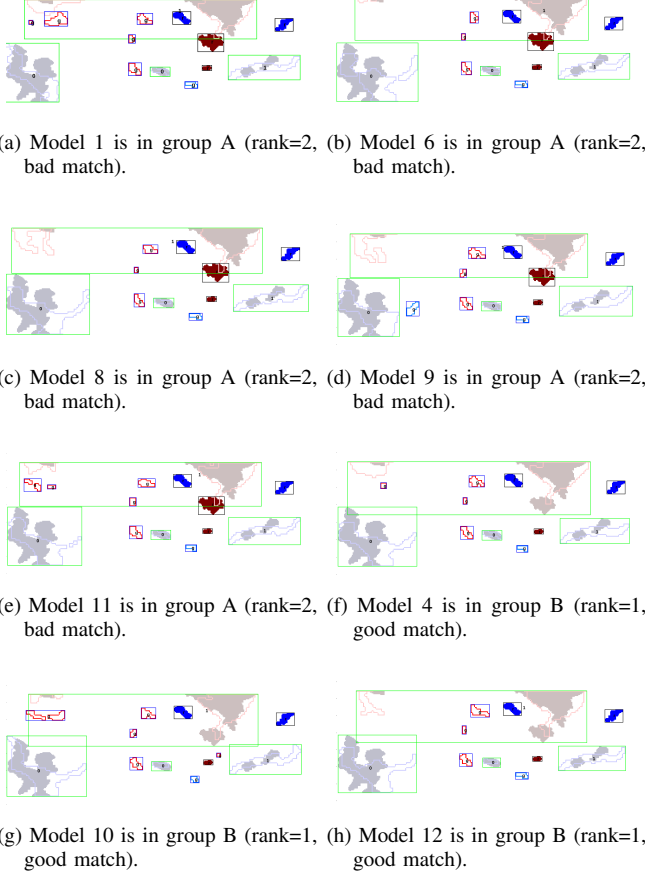 (a) Model 1 is in group A (rank=2, bad match).
(b) Model 6 is in group A (rank=2, bad match).
(c) Model 8 is in group A (rank=2, bad match).
(d) Model 9 is in group A (rank=2, bad match).
(e) Model 11 is in group A (rank=2, bad match).
(f) Model 4 is in group B (rank=1, good match).
(g) Model 10 is in group B (rank=1, good match).
(h) Model 12 is in group B (rank=1, good match).